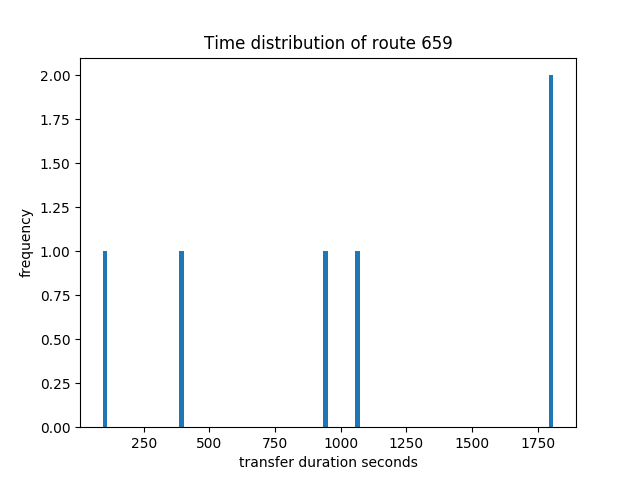 Time distribution of route 659
2.00
1.75
1.50
1.25
1.00
0.75
0.50
0.25
0.00
frequency
250 500 750 1000 1250 1500 1750
transfer duration seconds